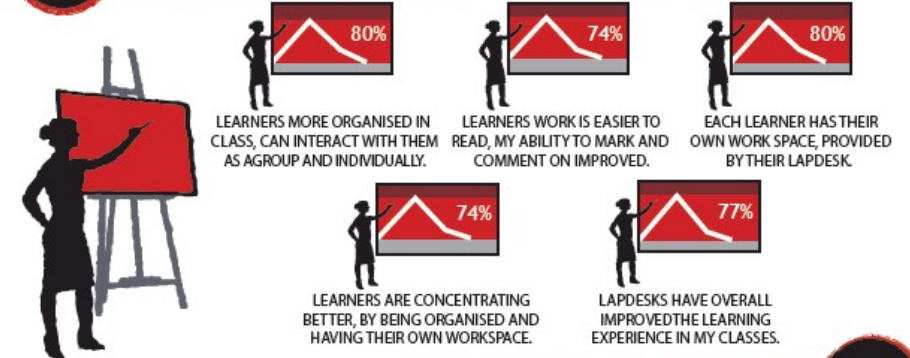 80%
LEARNERS MORE ORGANISED IN
CLASS, CAN INTERACT WITH THEM
AS AGROUP AND INDIVIDUALLY.
74%
LEARNERS WORK IS EASIER TO
READ, MY ABILITY TO MARK AND
COMMENT ON IMPROVED.
80%
EACH LEARNER HAS THEIR
OWN WORK SPACE, PROVIDED
BY THEIR LAPDESK.
74%
LEARNERS ARE CONCENTRATING
BETTER, BY BEING ORGANISED AND
HAVING THEIR OWN WORKSPACE.
77%
LAPDESKS HAVE OVERALL
IMPROVEDTHE LEARNING
EXPERIENCE IN MY CLASSES.